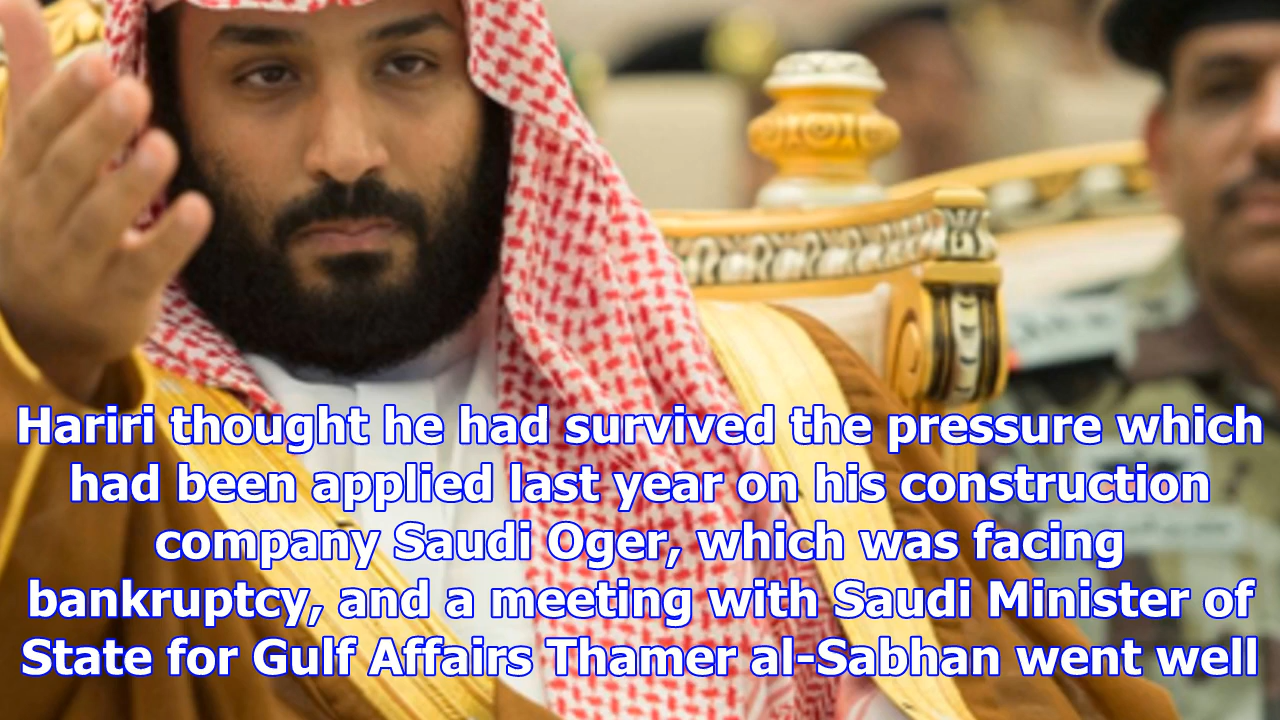 Hariri thought he had survived the pressure which
had been applied last year on his construction
company Saudi Oger, which was facing
bankruptcy, and a meeting with Saudi Minister of
State for Gulf Affairs Thamer al-Sabhan went well